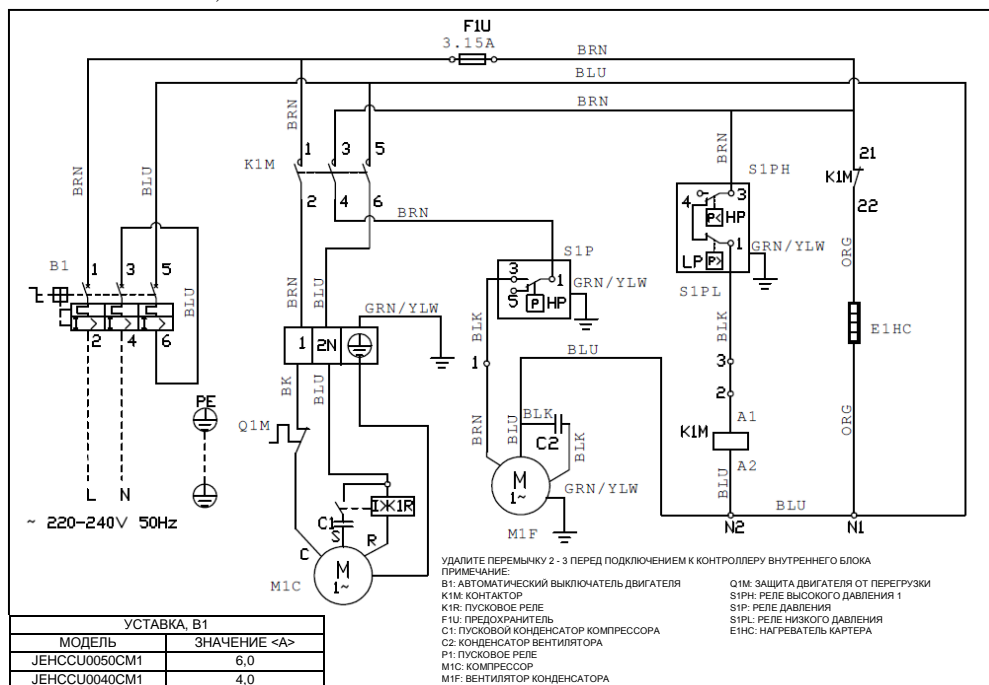 F1U
3.15A
BRN
BLU
BRN
BRN
BRN
BLU
BRN
K1M
1 3 5
2 4 6
BRN
S1PH
4 3
P< HP
1
LP P>
S1PL
GRN/YLW
21
K1M
22
ORG
E1HC
ORG
B1
1 3 5
BLU
I> I> I>
2 4 6
S1P
3 1
5
P HP
GRN/YLW
BRN
BLU
GRN/YLW
1 2N
BLK
1
BLU
BLK
3
2
A1
K1M
A2
BLU
BLU
N2 N1
PE
Q1M
BK
BLU
BRN
BLU
BLK
C2
BLK
M
1~
GRN/YLW
M1F
C1
1R
S
R
C
M
1~
M1C
L N
~ 220-240V 50Hz
УДАЛИТЕ ПЕРЕМЫЧКУ 2 - 3 ПЕРЕД ПОДКЛЮЧЕНИЕМ К КОНТРОЛЛЕРУ ВНУТРЕННЕГО БЛОКА
ПРИМЕЧАНИЕ:
B1: АВТОМАТИЧЕСКИЙ ВЫКЛЮЧАТЕЛЬ ДВИГАТЕЛЯ
K1M: КОНТАКТОР
K1R: ПУСКОВОЕ РЕЛЕ
F1U: ПРЕДОХРАНИТЕЛЬ
C1: ПУСКОВОЙ КОНДЕНСАТОР КОМПРЕССОРА
C2: КОНДЕНСАТОР ВЕНТИЛЯТОРА
P1: ПУСКОВОЕ РЕЛЕ
M1C: КОМПРЕССОР
M1F: ВЕНТИЛЯТОР КОНДЕНСАТОРА
Q1M: ЗАЩИТА ДВИГАТЕЛЯ ОТ ПЕРЕГРУЗКИ
S1PH: РЕЛЕ ВЫСОКОГО ДАВЛЕНИЯ 1
S1P: РЕЛЕ ДАВЛЕНИЯ
S1PL: РЕЛЕ НИЗКОГО ДАВЛЕНИЯ
E1HC: НАГРЕВАТЕЛЬ КАРТЕРА
УСТАВКА, B1
МОДЕЛЬ ЗНАЧЕНИЕ <A>
JEHCCU0050CM1 6,0
JEHCCU0040CM1 4,0